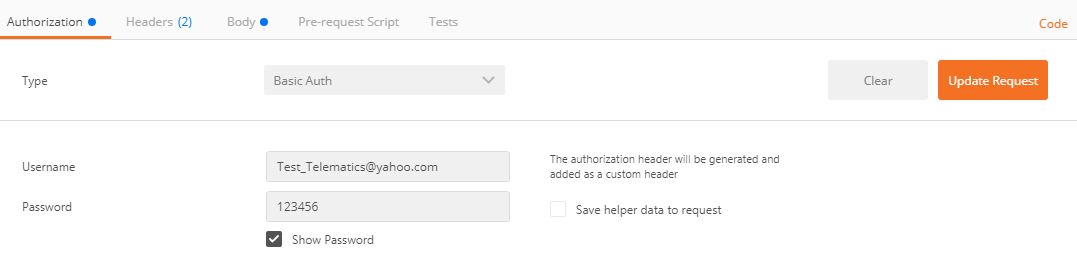 Authorization Headers (2) Body Pre-request Script Tests Code
Type Basic Auth Clear Update Request
Username Test_Telematics@yahoo.com
The authorization header will be generated and
added as a custom header
Password 123456
Save helper data to request
Show Password